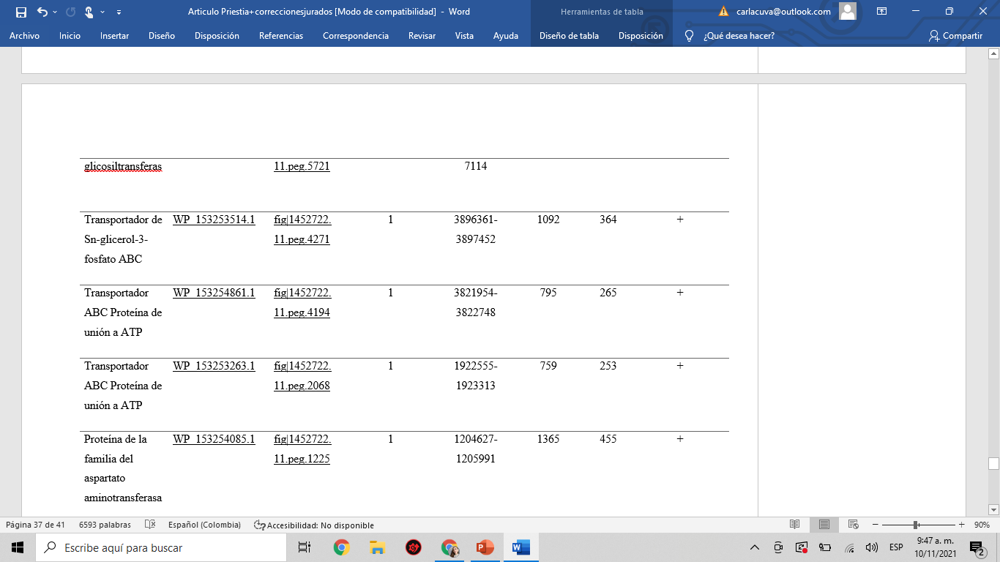 Articulo Priestia+correccionesjurados [Modo de compatibilidad] - Word
Herramientas de tabla
carlacuva@outlook.com
Archivo Inicio Insertar Diseño Disposición Referencias Correspondencia Revisar Vista Ayuda Diseño de tabla Disposición ¿Qué desea hacer? Compartir
glicosiltransferas 11.peg.5721 7114
Transportador de WP_153253514.1 fig|1452722. 1 3896361- 1092 364 +
Sn-glicerol-3- 11.peg.4271 3897452
fosfato ABC
Transportador WP_153254861.1 fig|1452722. 1 3821954- 795 265 +
ABC Proteína de 11.peg.4194 3822748
unión a ATP
Transportador WP_153253263.1 fig|1452722. 1 1922555- 759 253 +
ABC Proteína de 11.peg.2068 1923313
unión a ATP
Proteína de la WP_153254085.1 fig|1452722. 1 1204627- 1365 455 +
familia del 11.peg.1225 1205991
aspartato
aminotransferasa
Página 37 de 41 6593 palabras Español (Colombia) Accesibilidad: No disponible 90%
Escribe aquí para buscar
ESP
9:47 a. m.
10/11/2021
2